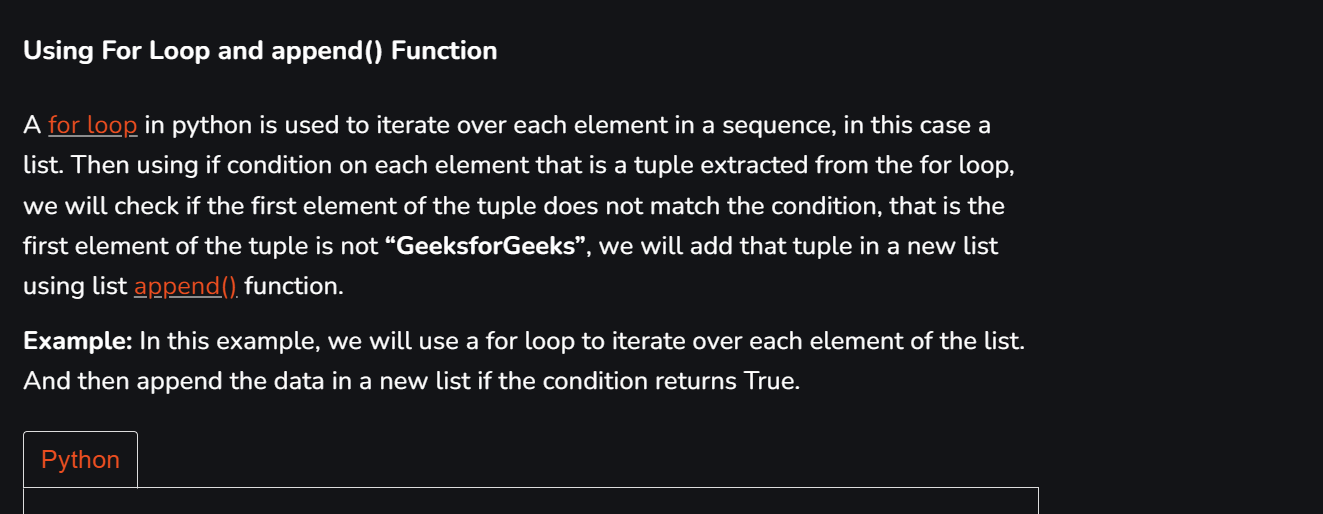 Using For Loop and append() Function
A for loop in python is used to iterate over each element in a sequence, in this case a
list. Then using if condition on each element that is a tuple extracted from the for loop,
we will check if the first element of the tuple does not match the condition, that is the
first element of the tuple is not “GeeksforGeeks”, we will add that tuple in a new list
using list append() function.
Example: In this example, we will use a for loop to iterate over each element of the list.
And then append the data in a new list if the condition returns True.
Python